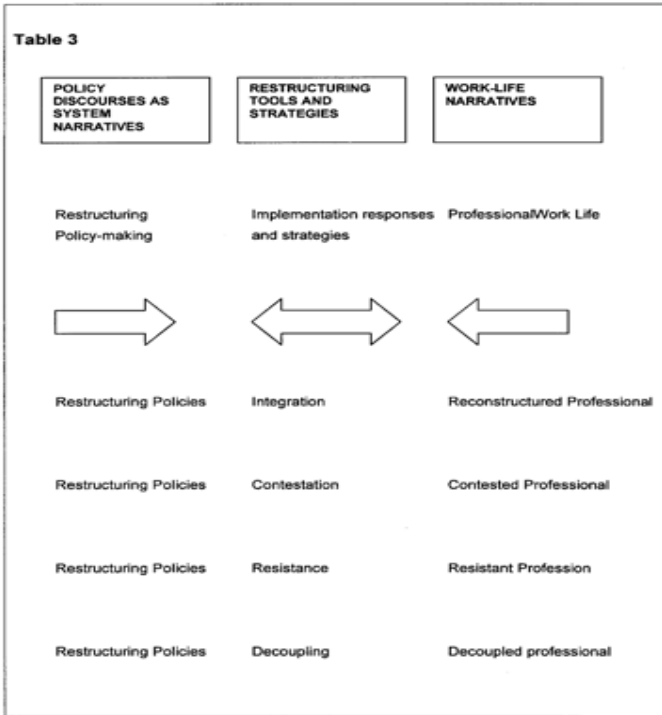 Table 3
POLICY
DISCOURSES AS
SYSTEM
NARRATIVES
RESTRUCTURING
TOOLS AND
STRATEGIES
WORK-LIFE
NARRATIVES
Restructuring
Policy-making
Implementation responses
and strategies
ProfessionalWork Life
Restructuring Policies
Integration
Reconstructured Professional
Restructuring Policies
Contestation
Contested Professional
Restructuring Policies
Resistance
Resistant Profession
Restructuring Policies
Decoupling
Decoupled professional